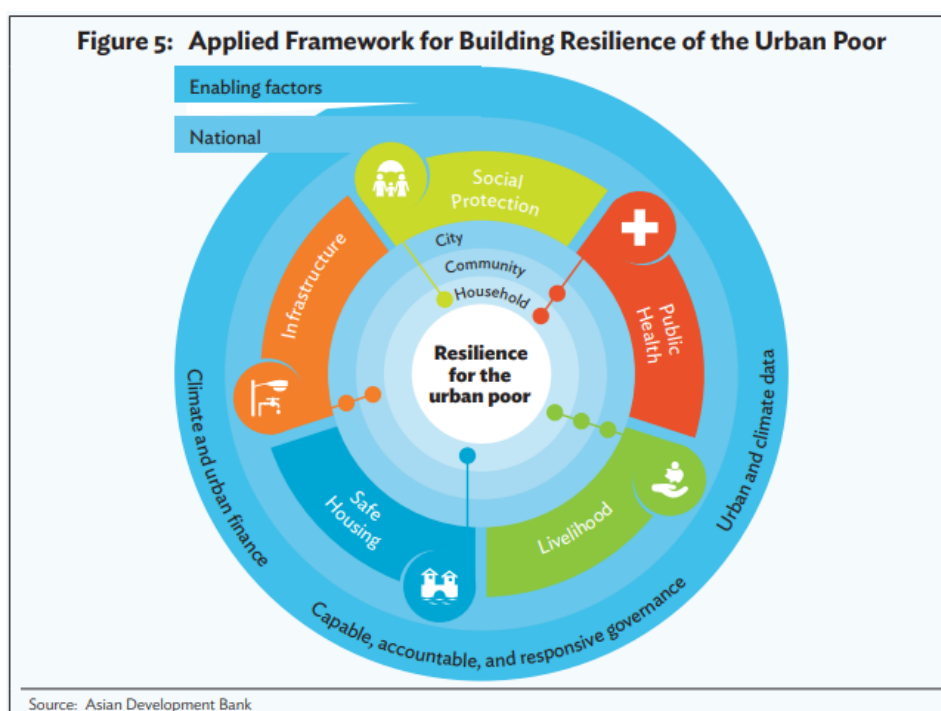 Figure 5: Applied Framework for Building Resilience of the Urban Poor
Enabling factors
National
Social
Protection
City
Community
Household
Infrastructure
Public
Health
Resilience
for the
urban poor
Climate and urban finance
Urban and climate data
Safe
Housing
Livelihood
Capable, accountable, and responsive governance
Source: Asian Development Bank